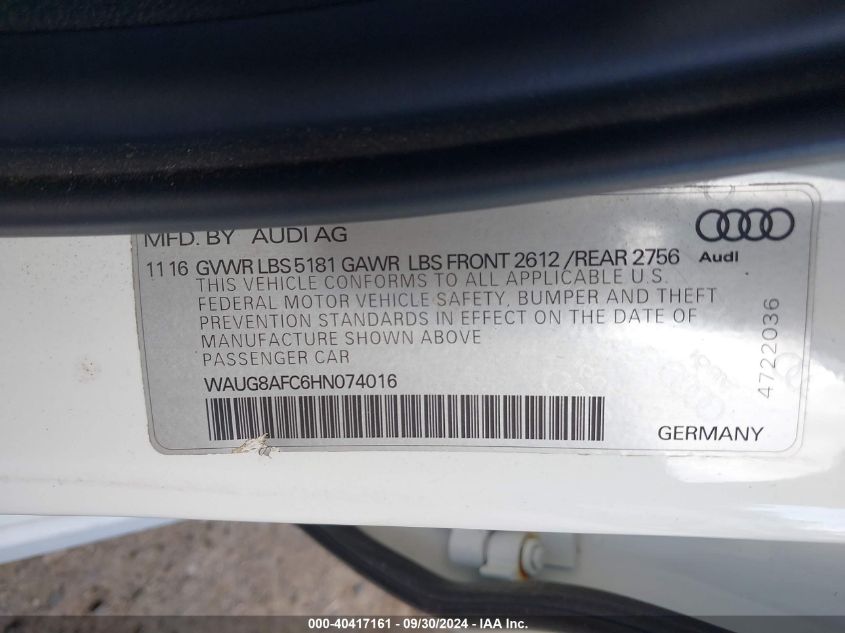 MFD. BY AUDI AG
11 16 GVWR LBS 5181 GAWR LBS FRONT 2612 /REAR 2756
THIS VEHICLE CONFORMS TO ALL APPLICABLE U.S.
FEDERAL MOTOR VEHICLE SAFETY, BUMPER AND THEFT
PREVENTION STANDARDS IN EFFECT ON THE DATE OF
MANUFACTURE SHOWN ABOVE
PASSENGER CAR
WAUG8AFC6HN074016
Audi
4722036
GERMANY
000-40417161 - 09/30/2024 - IAA Inc.